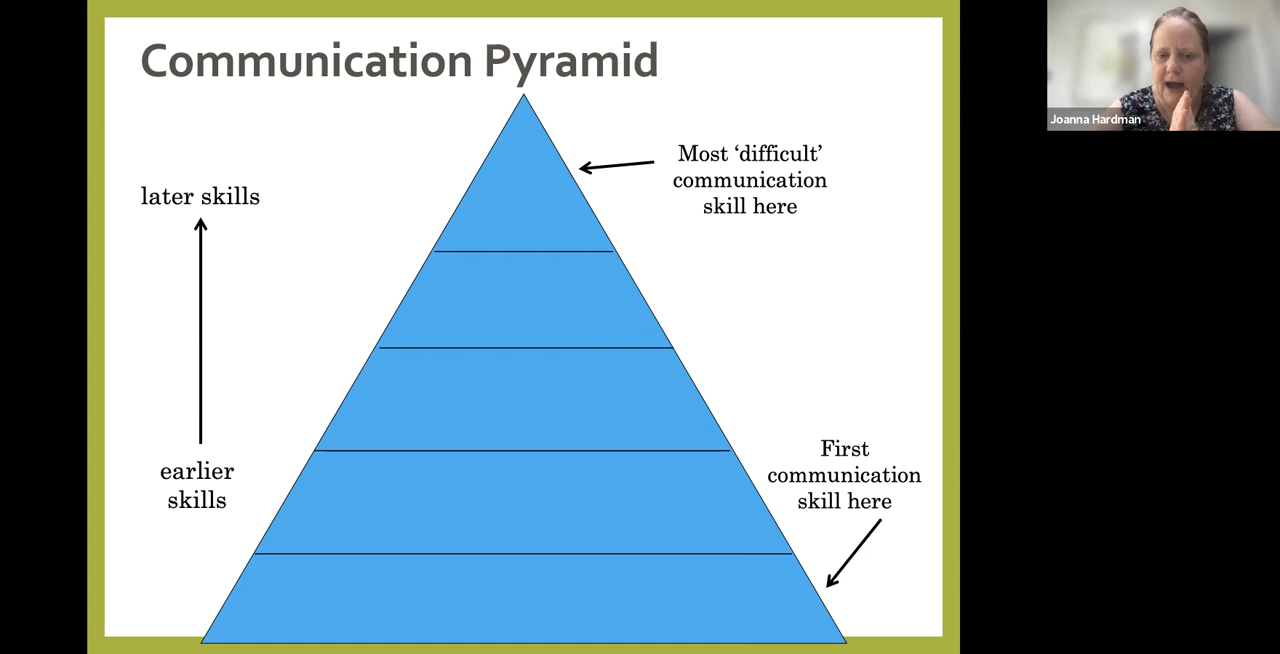 Communication Pyramid
Joanna Hardman
Most ‘difficult’
communication
skill here
later skills
earlier
skills
First
communication
skill here